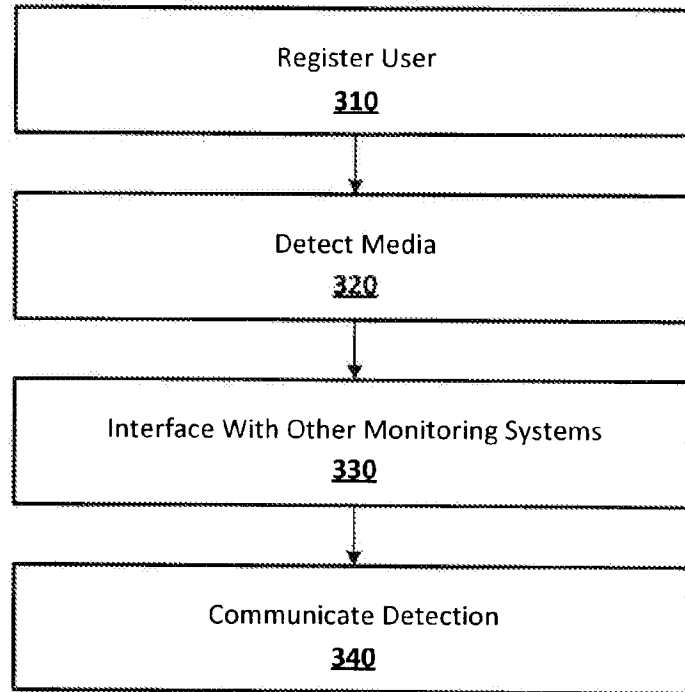 Register User
310
Detect Media
320
Interface With Other Monitoring Systems
330
Communicate Detection
340